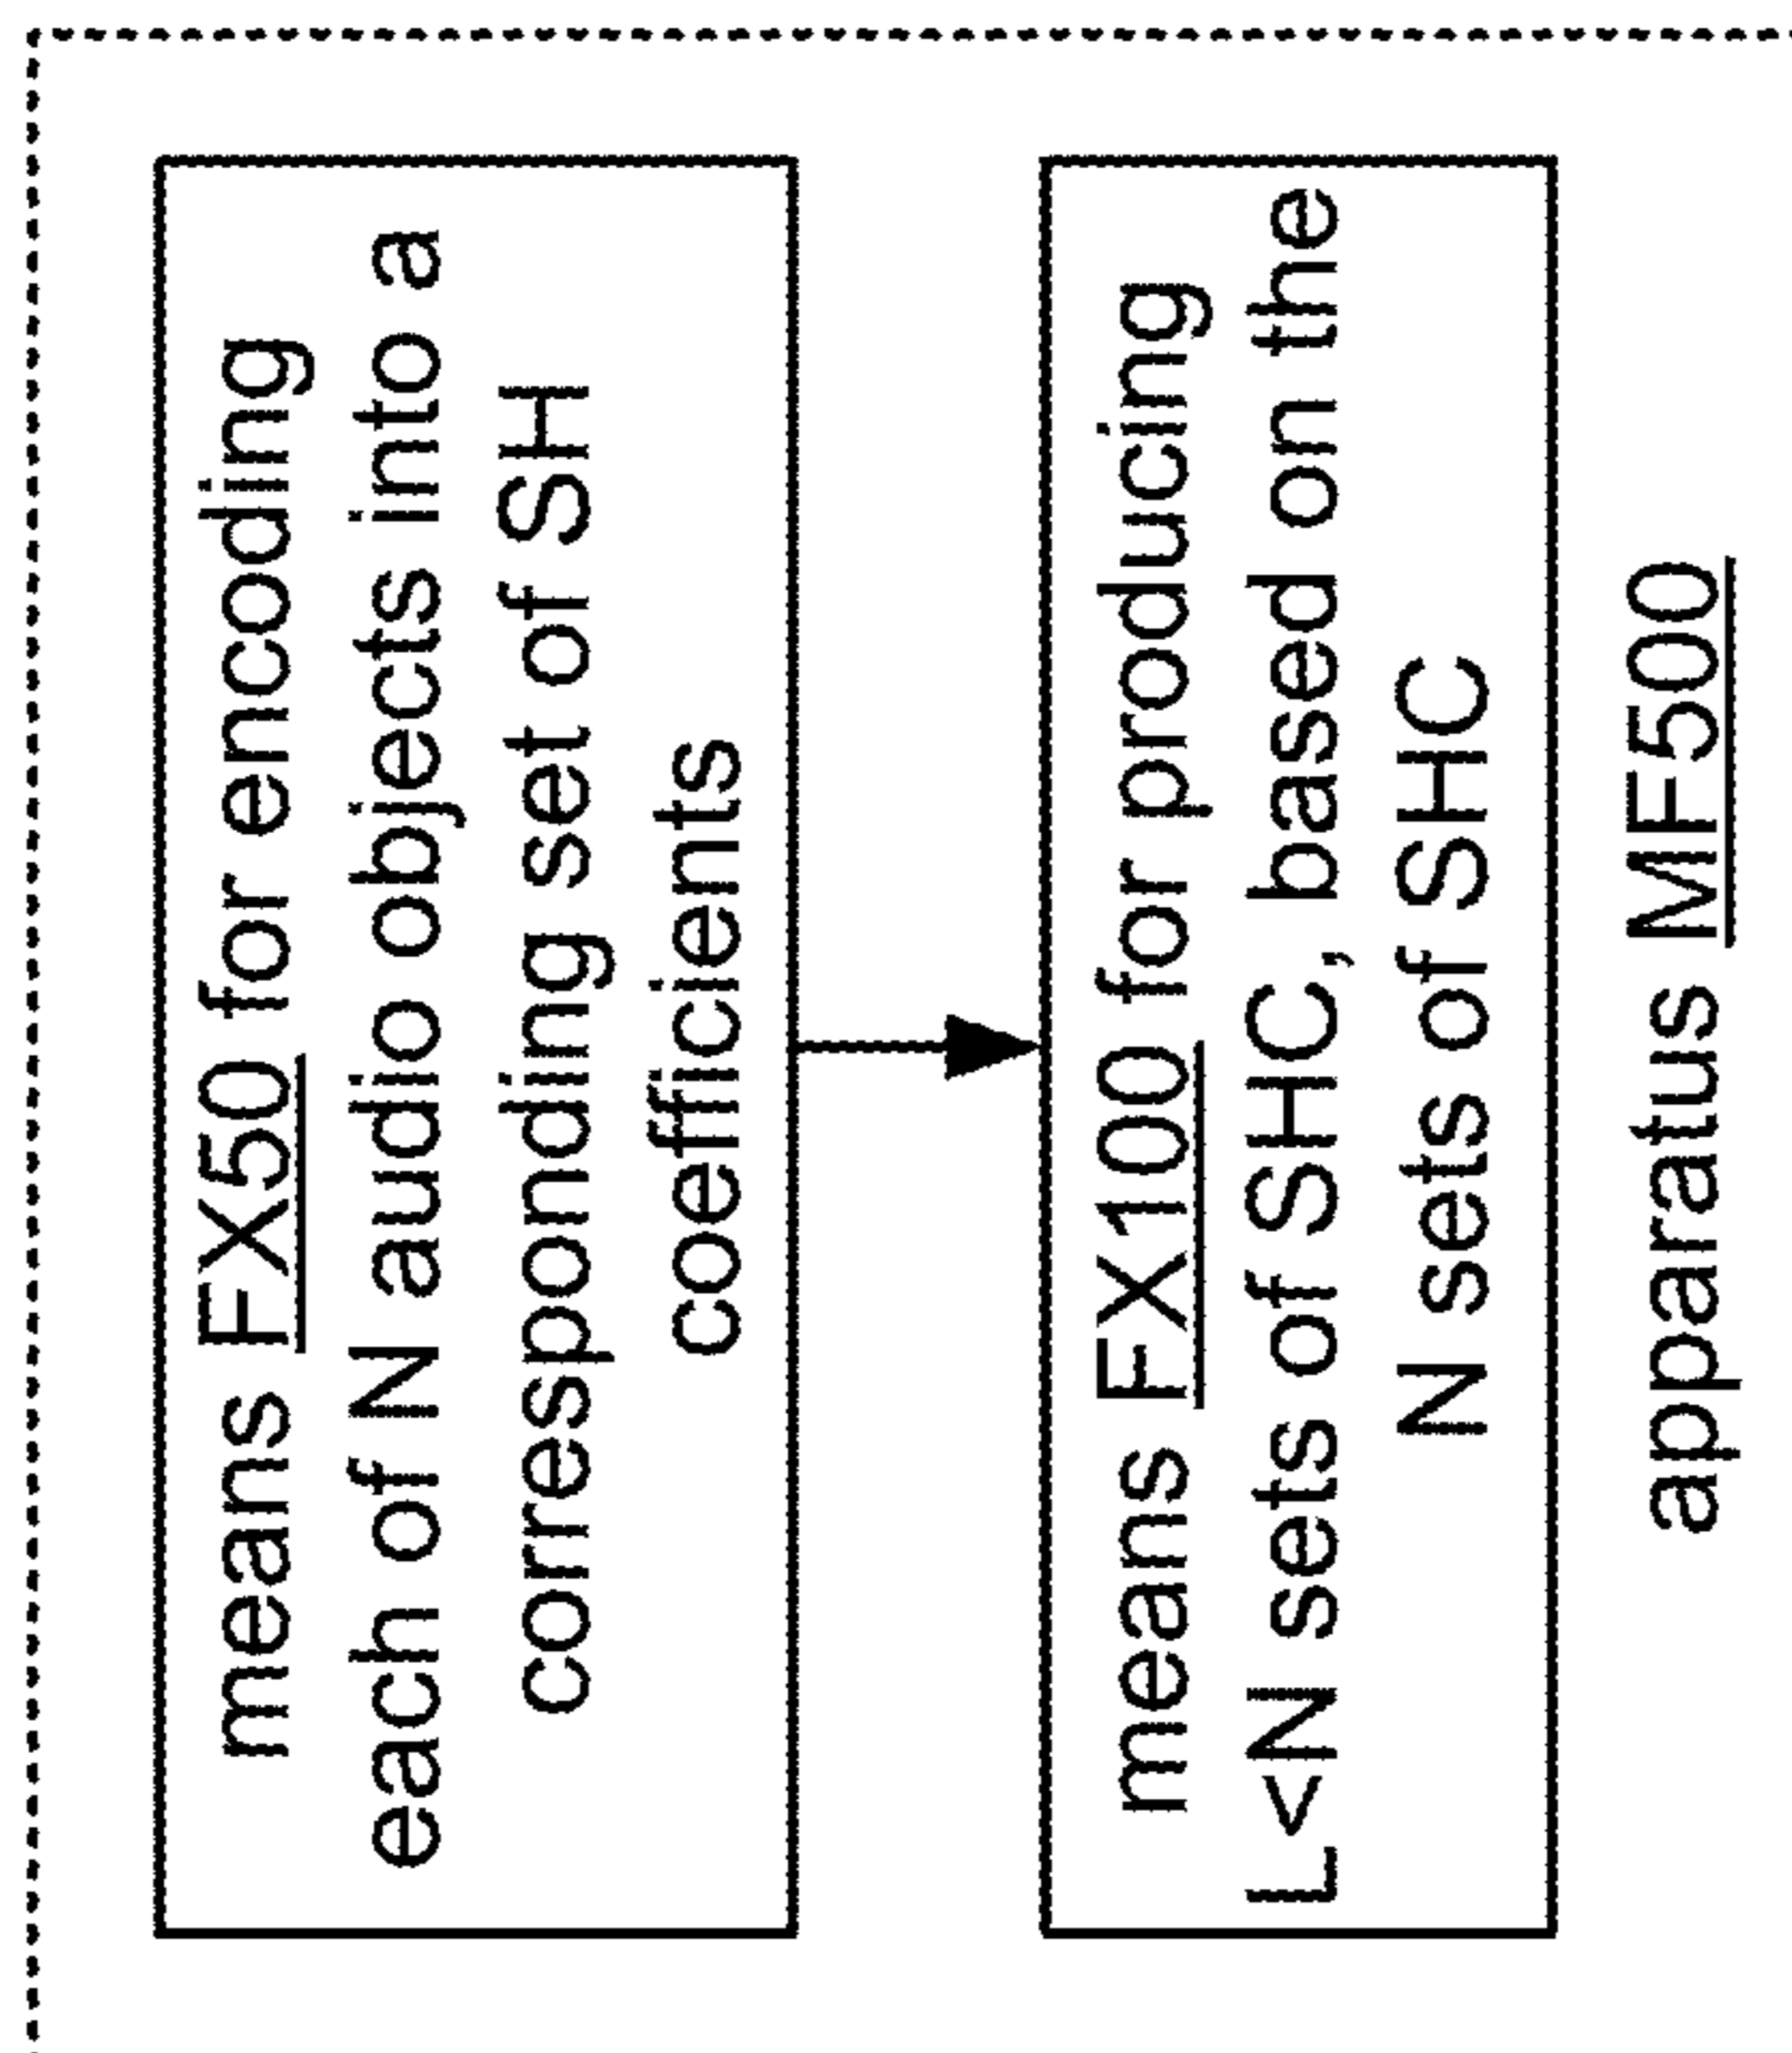 means FX50 for encoding
each of N audio objects into a
corresponding set of SH
coefficients
means FX100 for producing
L<N sets of SHC, based on the
N sets of SHC
apparatus MF500